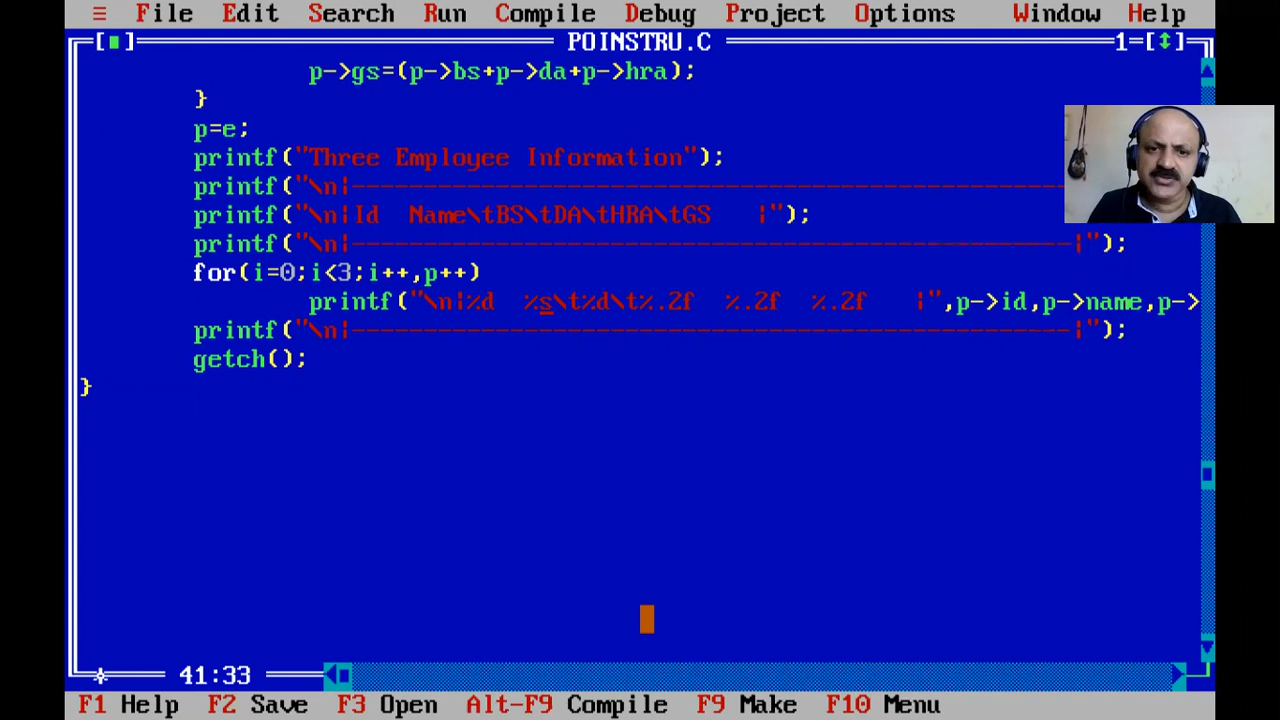 ≡ File Edit Search Run Compile Debug Project Options Window Help
[■] POINSTRU.C 1=[↕]
p->gs=(p->bs+p->da+p->hra);
}
p=e;
printf("Three Employee Information");
printf("\n|--------------------------------------------------
printf("\n|Id  Name\tBS\tDA\tHRA\tGS   |");
printf("\n|--------------------------------------------------|");
for(i=0;i<3;i++,p++)
printf("\n|%d  %s\t%d\t%.2f  %.2f  %.2f   |",p->id,p->name,p->
printf("\n|--------------------------------------------------|");
getch();
}
* 41:33
F1 Help F2 Save F3 Open Alt-F9 Compile F9 Make F10 Menu